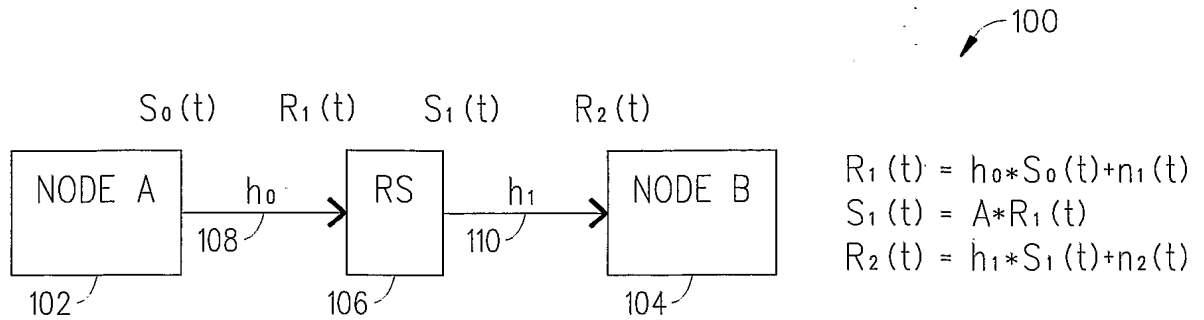 100
S₀(t) R₁(t) S₁(t) R₂(t)
NODE A h₀ RS h₁ NODE B
108 110
102 106 104
R₁(t) = h₀*S₀(t)+n₁(t)
S₁(t) = A*R₁(t)
R₂(t) = h₁*S₁(t)+n₂(t)